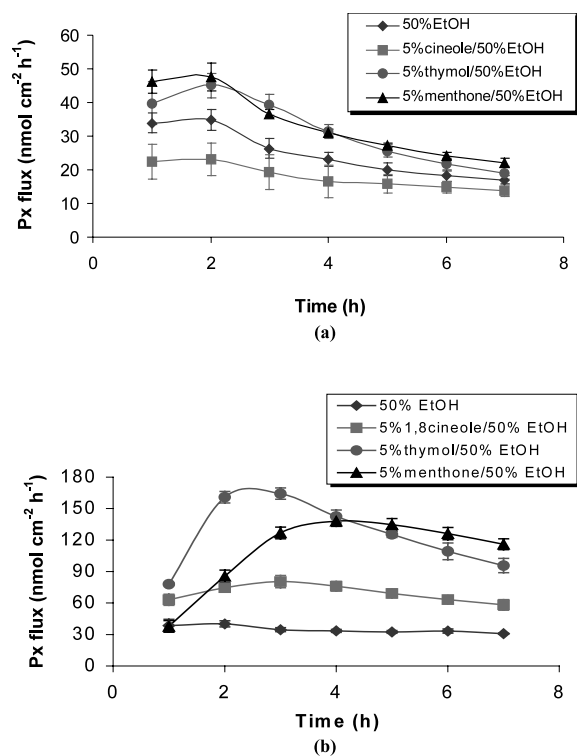 50%EtOH
5%cineole/50%EtOH
5%thymol/50%EtOH
5%menthone/50%EtOH
Px flux (nmol cm⁻² h⁻¹)
60
50
40
30
20
10
0
0 2 4 6 8
Time (h)
(a)
50% EtOH
5%1,8cineole/50% EtOH
5%thymol/50% EtOH
5%menthone/50% EtOH
Px flux (nmol cm⁻² h⁻¹)
180
150
120
90
60
30
0
0 2 4 6 8
Time (h)
(b)